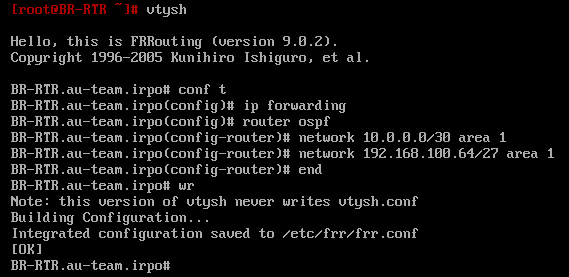 [root@BR-RTR ~]# vtysh
Hello, this is FRRouting (version 9.0.2).
Copyright 1996-2005 Kunihiro Ishiguro, et al.
BR-RTR.au-team.irpo# conf t
BR-RTR.au-team.irpo(config)# ip forwarding
BR-RTR.au-team.irpo(config)# router ospf
BR-RTR.au-team.irpo(config-router)# network 10.0.0.0/30 area 1
BR-RTR.au-team.irpo(config-router)# network 192.168.100.64/27 area 1
BR-RTR.au-team.irpo(config-router)# end
BR-RTR.au-team.irpo# wr
Note: this version of vtysh never writes vtysh.conf
Building Configuration...
Integrated configuration saved to /etc/frr/frr.conf
[OK]
BR-RTR.au-team.irpo#